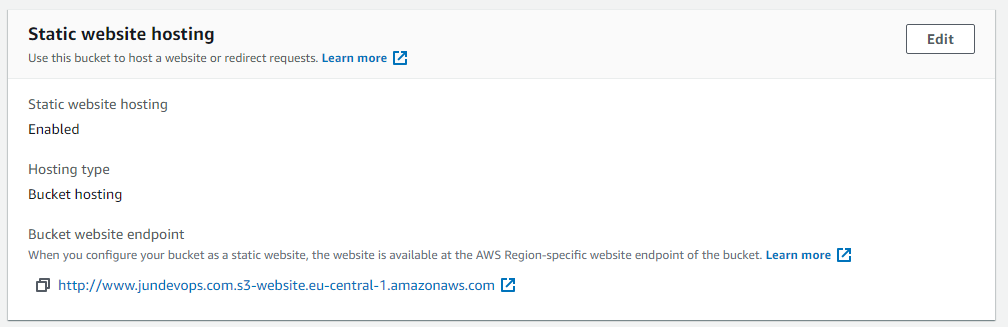 Static website hosting
Edit
Use this bucket to host a website or redirect requests. Learn more
Static website hosting
Enabled
Hosting type
Bucket hosting
Bucket website endpoint
When you configure your bucket as a static website, the website is available at the AWS Region-specific website endpoint of the bucket. Learn more
http://www.jundevops.com.s3-website.eu-central-1.amazonaws.com